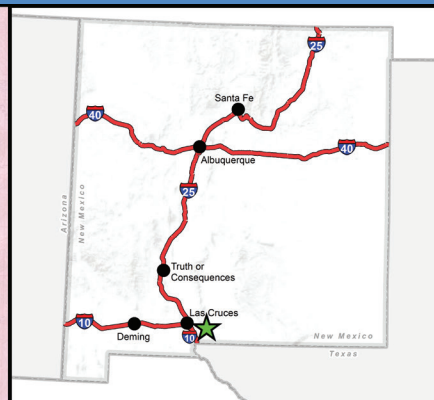 25
Santa Fe
40
40
Albuquerque
25
Arizona
New Mexico
Truth or
Consequences
Las Cruces
10
Deming
10
New Mexico
Texas